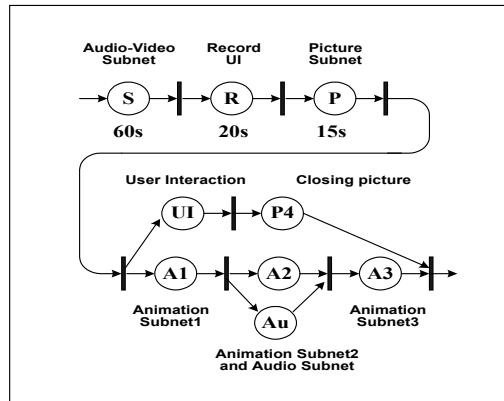 Audio-Video Subnet
Record UI
Picture Subnet
S
R
P
60s
20s
15s
User Interaction
Closing picture
UI
P4
A1
A2
A3
Animation Subnet1
Au
Animation Subnet3
Animation Subnet2 and Audio Subnet